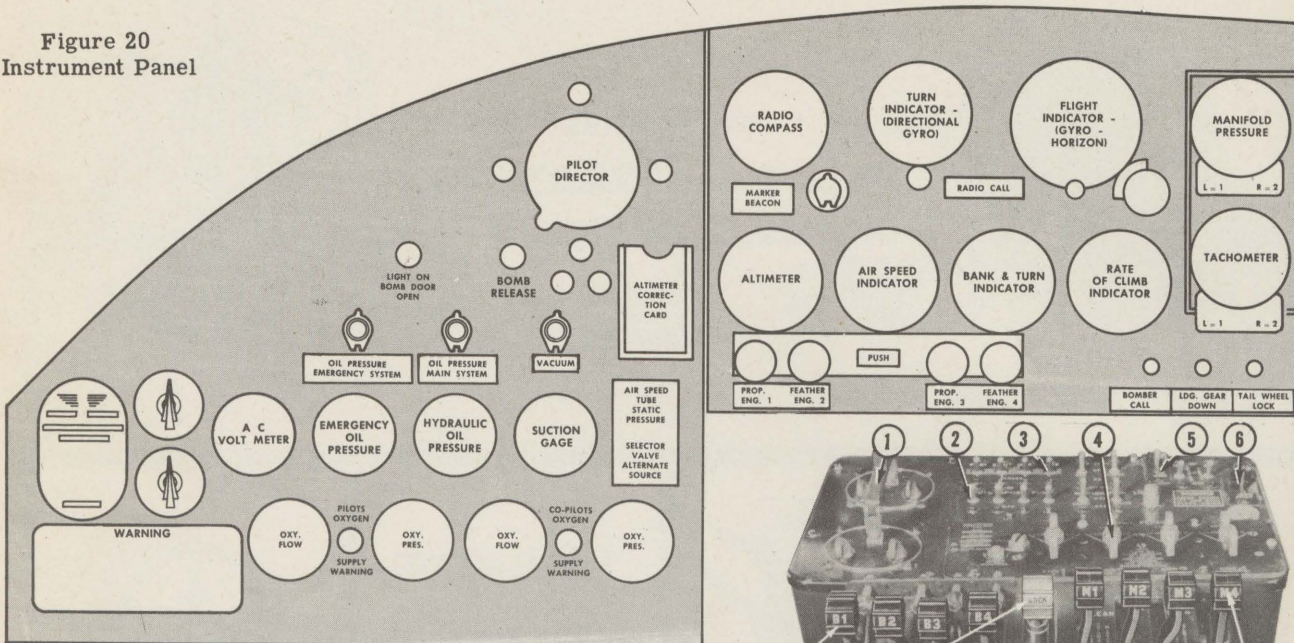 Figure 20
Instrument Panel
PILOT
DIRECTOR
LIGHT ON
BOMB DOOR
OPEN
BOMB
RELEASE
ALTIMETER
CORREC-
TION
CARD
OIL PRESSURE
EMERGENCY SYSTEM
OIL PRESSURE
MAIN SYSTEM
VACUUM
A C
VOLT METER
EMERGENCY
OIL
PRESSURE
HYDRAULIC
OIL
PRESSURE
SUCTION
GAGE
AIR SPEED
TUBE
STATIC
PRESSURE
SELECTOR
VALVE
ALTERNATE
SOURCE
WARNING
OXY.
FLOW
PILOTS
OXYGEN
SUPPLY
WARNING
OXY.
PRES.
OXY.
FLOW
CO-PILOTS
OXYGEN
SUPPLY
WARNING
OXY.
PRES.
RADIO
COMPASS
TURN
INDICATOR -
(DIRECTIONAL
GYRO)
FLIGHT
INDICATOR -
(GYRO -
HORIZON)
MANIFOLD
PRESSURE
L = 1 R = 2
MARKER
BEACON
RADIO CALL
ALTIMETER
AIR SPEED
INDICATOR
BANK & TURN
INDICATOR
RATE
OF CLIMB
INDICATOR
TACHOMETER
L = 1 R = 2
PUSH
PROP. FEATHER
ENG. 1 ENG. 2
PROP. FEATHER
ENG. 3 ENG. 4
BOMBER
CALL
LDG. GEAR
DOWN
TAIL WHEEL
LOCK
1 2 3 4 5 6
B1 B2 B3 B4 LOCK M1 M2 M3 M4